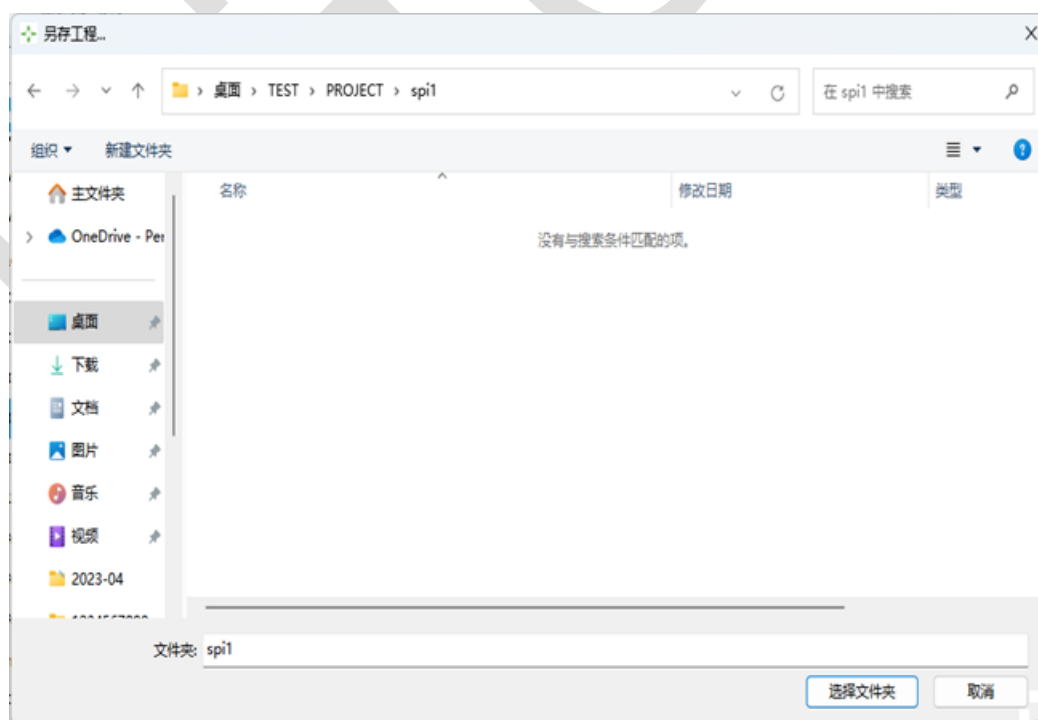 另存工程...
桌面 > TEST > PROJECT > spi1
在 spi1 中搜索
组织 新建文件夹
名称 修改日期 类型
主文件夹
OneDrive - Per
没有与搜索条件匹配的项。
桌面
下载
文档
图片
音乐
视频
2023-04
文件夹: spi1
选择文件夹 取消